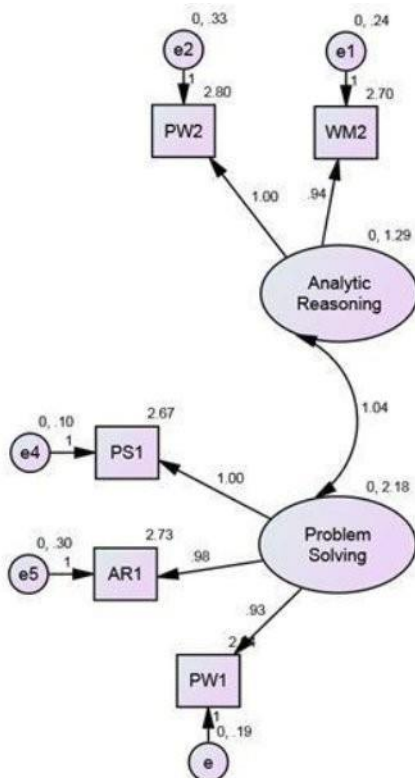 0, .33
e2
1
2.80
PW2
0, .24
e1
1
2.70
WM2
1.00
.94
0, 1.29
Analytic
Reasoning
1.04
0, .10
e4
1
2.67
PS1
1.00
0, 2.18
Problem
Solving
0, .30
e5
1
2.73
AR1
.98
.93
PW1
1
0, .19
e